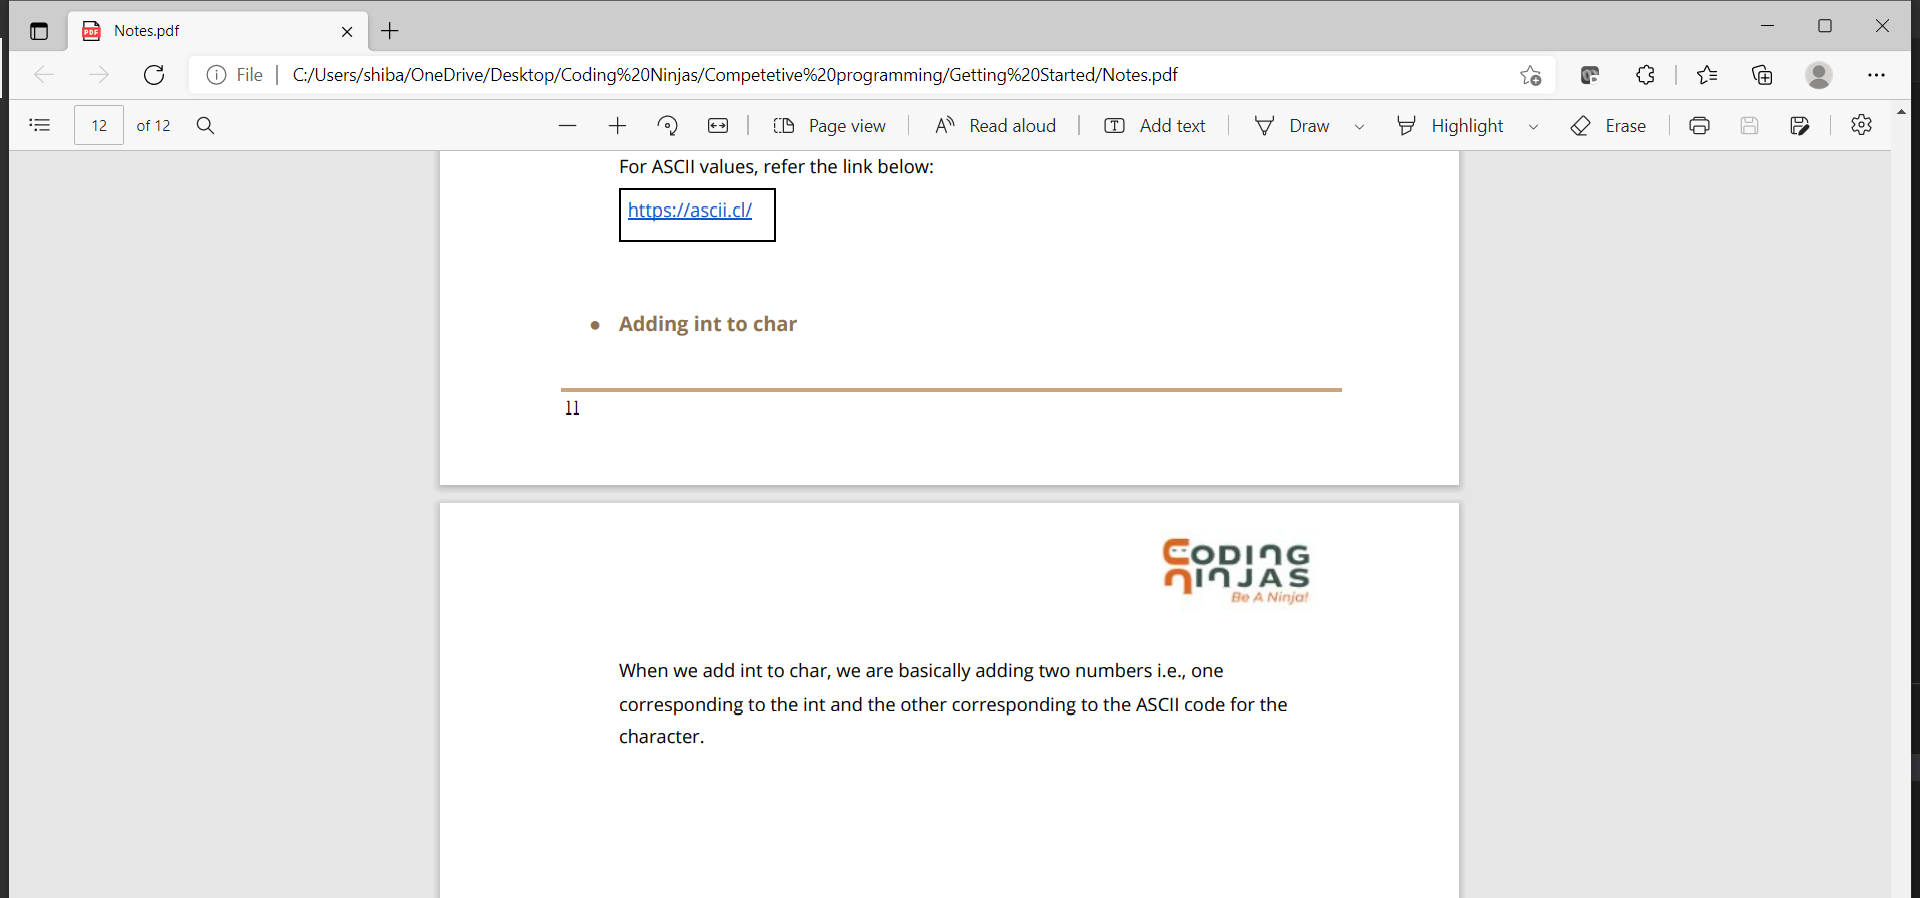 Notes.pdf
File
C:/Users/shiba/OneDrive/Desktop/Coding%20Ninjas/Competetive%20programming/Getting%20Started/Notes.pdf
12 of 12 Page view Read aloud Add text Draw Highlight Erase
For ASCII values, refer the link below:
https://ascii.cl/
● Adding int to char
11
CODING
NINJAS
Be A Ninja!
When we add int to char, we are basically adding two numbers i.e., one
corresponding to the int and the other corresponding to the ASCII code for the
character.